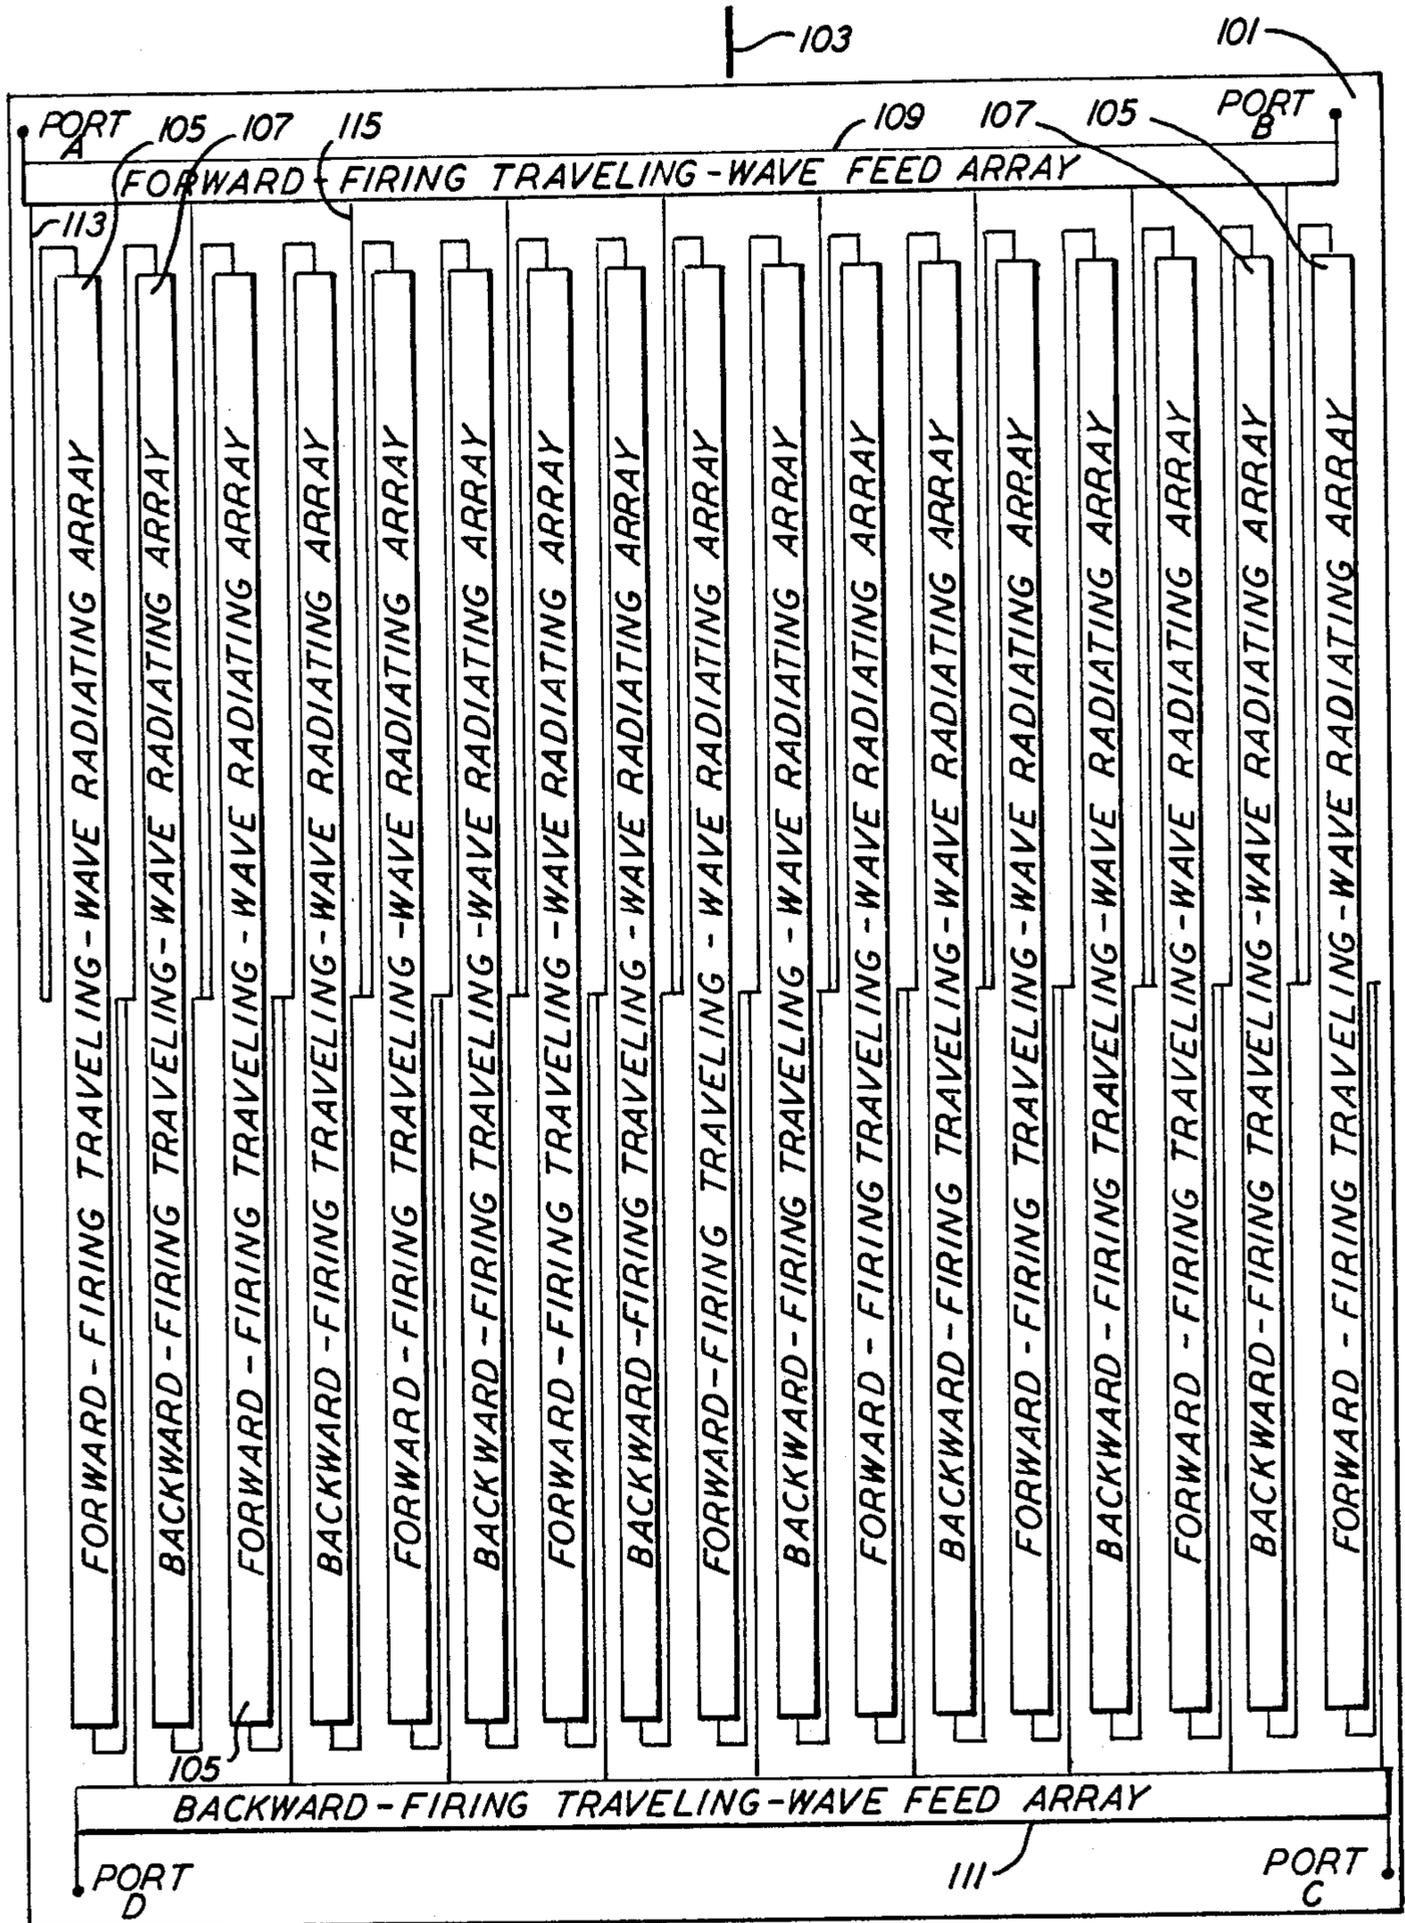 103
101
PORT A
105
107
115
109
107
105
PORT B
FORWARD-FIRING TRAVELING-WAVE FEED ARRAY
113
FORWARD-FIRING TRAVELING-WAVE RADIATING ARRAY
BACKWARD-FIRING TRAVELING-WAVE RADIATING ARRAY
FORWARD-FIRING TRAVELING-WAVE RADIATING ARRAY
BACKWARD-FIRING TRAVELING-WAVE RADIATING ARRAY
FORWARD-FIRING TRAVELING-WAVE RADIATING ARRAY
BACKWARD-FIRING TRAVELING-WAVE RADIATING ARRAY
FORWARD-FIRING TRAVELING-WAVE RADIATING ARRAY
BACKWARD-FIRING TRAVELING-WAVE RADIATING ARRAY
FORWARD-FIRING TRAVELING-WAVE RADIATING ARRAY
BACKWARD-FIRING TRAVELING-WAVE RADIATING ARRAY
FORWARD-FIRING TRAVELING-WAVE RADIATING ARRAY
BACKWARD-FIRING TRAVELING-WAVE RADIATING ARRAY
FORWARD-FIRING TRAVELING-WAVE RADIATING ARRAY
BACKWARD-FIRING TRAVELING-WAVE RADIATING ARRAY
FORWARD-FIRING TRAVELING-WAVE RADIATING ARRAY
BACKWARD-FIRING TRAVELING-WAVE RADIATING ARRAY
FORWARD-FIRING TRAVELING-WAVE RADIATING ARRAY
105
BACKWARD-FIRING TRAVELING-WAVE FEED ARRAY
PORT D
111
PORT C